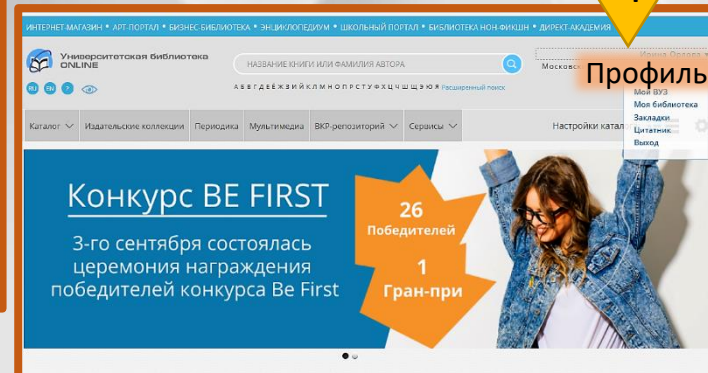 ИНТЕРНЕТ-МАГАЗИН • АРТ-ПОРТАЛ • БИЗНЕС-БИБЛИОТЕКА • ЭНЦИКЛОПЕДИУМ • ШКОЛЬНЫЙ ПОРТАЛ • БИБЛИОТЕКА НОН-ФИКШН • ДИРЕКТ-АКАДЕМИЯ
Университетская библиотека
ONLINE
НАЗВАНИЕ КНИГИ ИЛИ ФАМИЛИЯ АВТОРА
RU EN ?
А Б В Г Д Е Ё Ж З И Й К Л М Н О П Р С Т У Ф Х Ц Ч Ш Щ Э Ю Я Расширенный поиск
Профиль
Мой ВУЗ
Моя библиотека
Закладки
Цитатник
Выход
Каталог Издательские коллекции Периодика Мультимедиа ВКР-репозиторий Сервисы Настройки катал
Конкурс BE FIRST
3-го сентября состоялась
церемония награждения
победителей конкурса Be First
26
Победителей
1
Гран-при